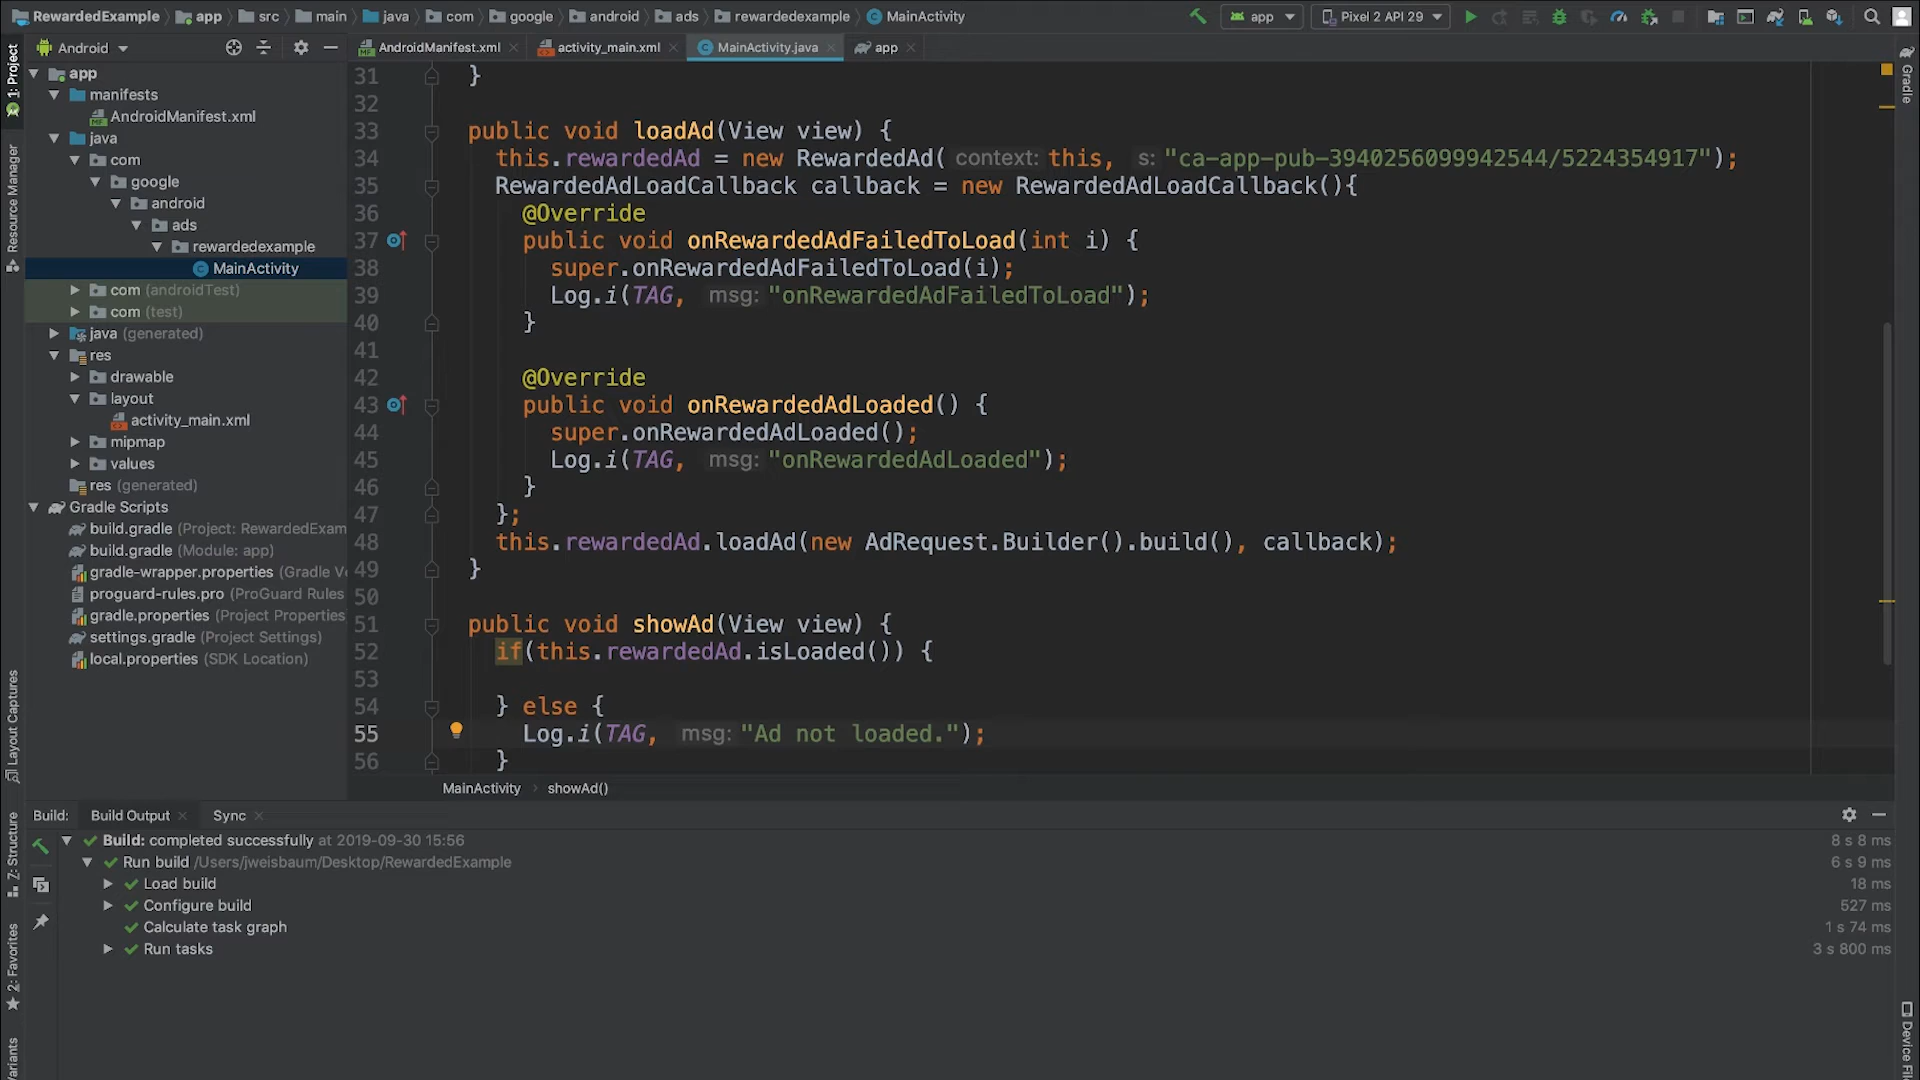 RewardedExample app src main java com google android ads rewardedexample MainActivity
app Pixel 2 API 29
Android
AndroidManifest.xml activity_main.xml MainActivity.java app
1: Project
Resource Manager
Layout Captures
Z: Structure
2: Favorites
Gradle
app
manifests
AndroidManifest.xml
java
com
google
android
ads
rewardedexample
MainActivity
com (androidTest)
com (test)
java (generated)
res
drawable
layout
activity_main.xml
mipmap
values
res (generated)
Gradle Scripts
build.gradle (Project: RewardedExam
build.gradle (Module: app)
gradle-wrapper.properties (Gradle Ve
proguard-rules.pro (ProGuard Rules
gradle.properties (Project Properties
settings.gradle (Project Settings)
local.properties (SDK Location)
31 }
32
33 public void loadAd(View view) {
34 this.rewardedAd = new RewardedAd( context: this, s: "ca-app-pub-3940256099942544/5224354917");
35 RewardedAdLoadCallback callback = new RewardedAdLoadCallback(){
36 @Override
37 public void onRewardedAdFailedToLoad(int i) {
38 super.onRewardedAdFailedToLoad(i);
39 Log.i(TAG, msg: "onRewardedAdFailedToLoad");
40 }
41
42 @Override
43 public void onRewardedAdLoaded() {
44 super.onRewardedAdLoaded();
45 Log.i(TAG, msg: "onRewardedAdLoaded");
46 }
47 };
48 this.rewardedAd.loadAd(new AdRequest.Builder().build(), callback);
49 }
50
51 public void showAd(View view) {
52 if(this.rewardedAd.isLoaded()) {
53
54 } else {
55 Log.i(TAG, msg: "Ad not loaded.");
56 }
MainActivity › showAd()
Build: Build Output Sync
Build: completed successfully at 2019-09-30 15:56 8 s 8 ms
Run build /Users/jweisbaum/Desktop/RewardedExample 6 s 9 ms
Load build 18 ms
Configure build 527 ms
Calculate task graph 1 s 74 ms
Run tasks 3 s 800 ms